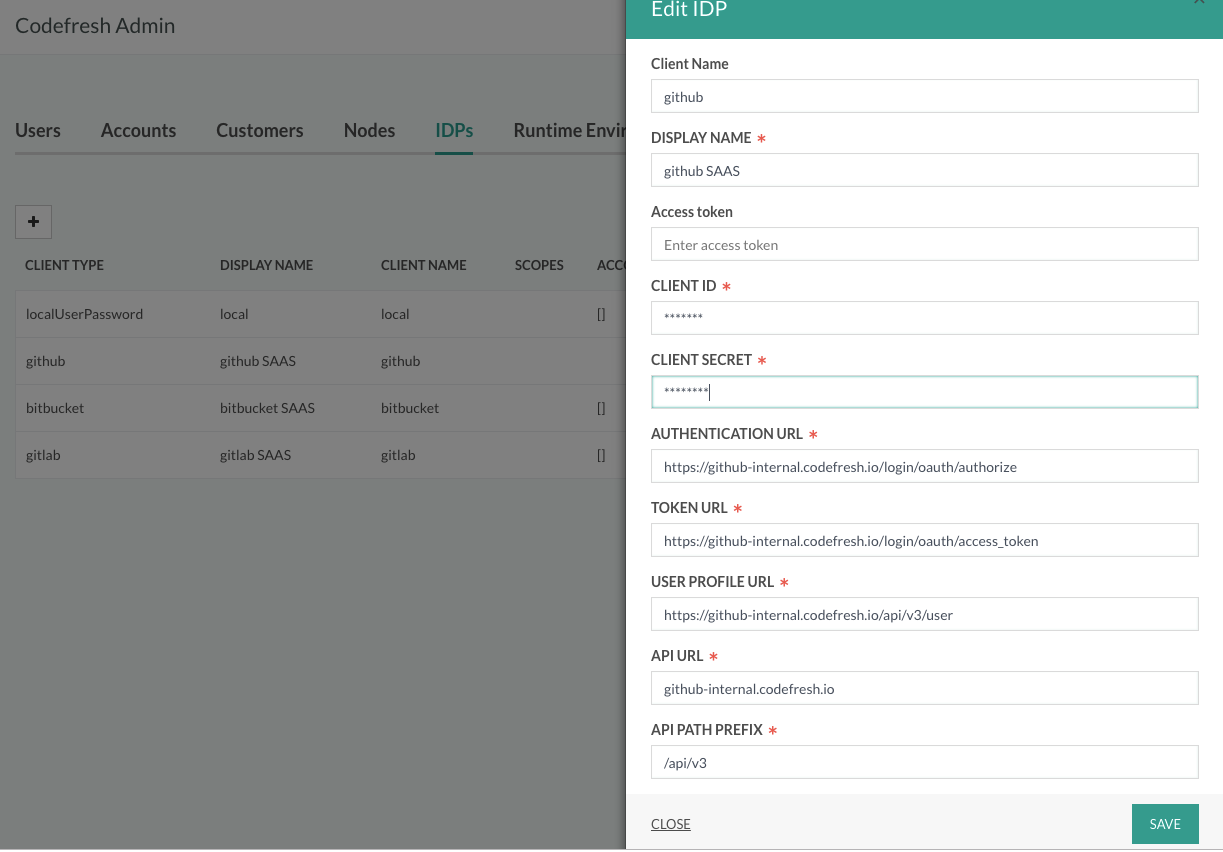 Codefresh Admin
Users Accounts Customers Nodes IDPs Runtime Envir
CLIENT TYPE DISPLAY NAME CLIENT NAME SCOPES ACCO
localUserPassword local local []
github github SAAS github
bitbucket bitbucket SAAS bitbucket []
gitlab gitlab SAAS gitlab []
Edit IDP
Client Name
github
DISPLAY NAME *
github SAAS
Access token
Enter access token
CLIENT ID *
*******
CLIENT SECRET *
********
AUTHENTICATION URL *
https://github-internal.codefresh.io/login/oauth/authorize
TOKEN URL *
https://github-internal.codefresh.io/login/oauth/access_token
USER PROFILE URL *
https://github-internal.codefresh.io/api/v3/user
API URL *
github-internal.codefresh.io
API PATH PREFIX *
/api/v3
CLOSE SAVE